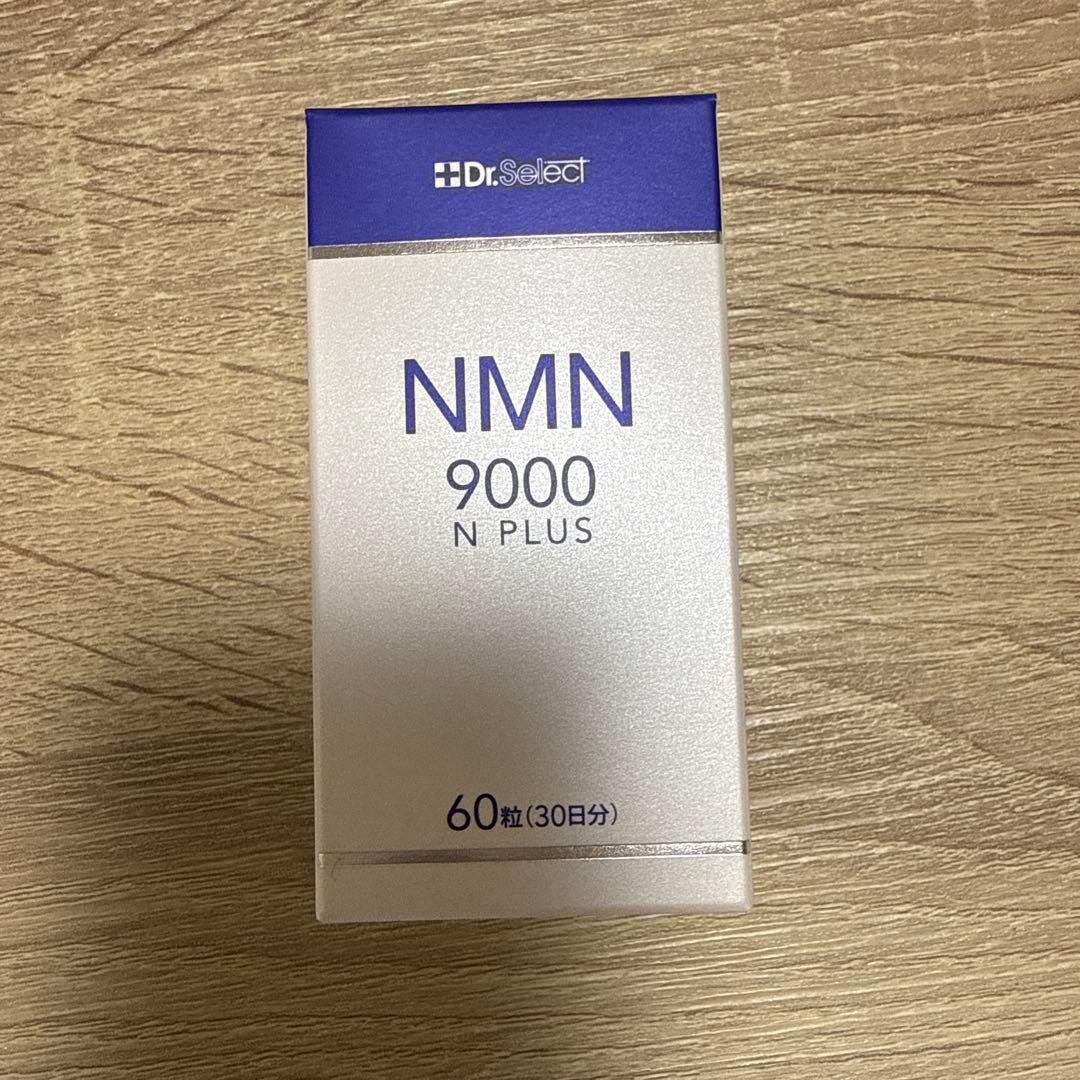 Dr.Select
NMN
9000
N PLUS
60粒(30日分)